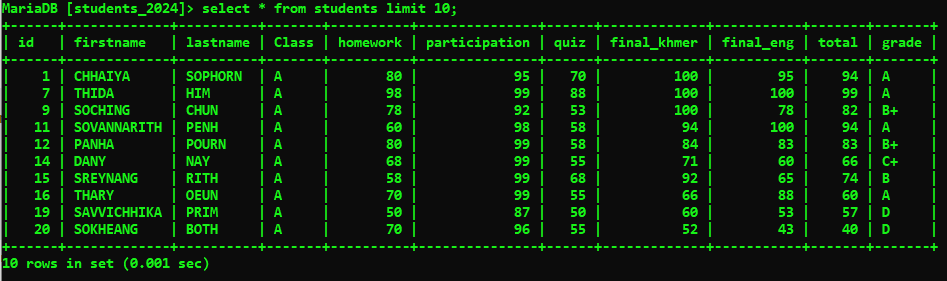 MariaDB [students_2024]> select * from students limit 10;
+------+-------------+----------+-------+----------+---------------+------+-------------+-----------+-------+-------+
| id | firstname | lastname | Class | homework | participation | quiz | final_khmer | final_eng | total | grade |
+------+-------------+----------+-------+----------+---------------+------+-------------+-----------+-------+-------+
| 1 | CHHAIYA | SOPHORN | A | 80 | 95 | 70 | 100 | 95 | 94 | A |
| 7 | THIDA | HIM | A | 98 | 99 | 88 | 100 | 100 | 99 | A |
| 9 | SOCHING | CHUN | A | 78 | 92 | 53 | 100 | 78 | 82 | B+ |
| 11 | SOVANNARITH | PENH | A | 60 | 98 | 58 | 94 | 100 | 94 | A |
| 12 | PANHA | POURN | A | 80 | 99 | 58 | 84 | 83 | 83 | B+ |
| 14 | DANY | NAY | A | 68 | 99 | 55 | 71 | 60 | 66 | C+ |
| 15 | SREYNANG | RITH | A | 58 | 99 | 68 | 92 | 65 | 74 | B |
| 16 | THARY | OEUN | A | 70 | 99 | 55 | 66 | 88 | 60 | A |
| 19 | SAVVICHHIKA | PRIM | A | 50 | 87 | 50 | 60 | 53 | 57 | D |
| 20 | SOKHEANG | BOTH | A | 70 | 96 | 55 | 52 | 43 | 40 | D |
+------+-------------+----------+-------+----------+---------------+------+-------------+-----------+-------+-------+
10 rows in set (0.001 sec)